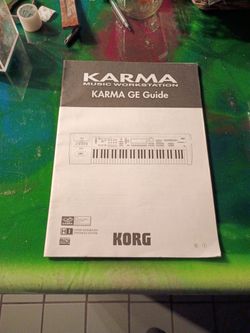 KARMA
MUSIC WORKSTATION
KARMA GE Guide
KORG